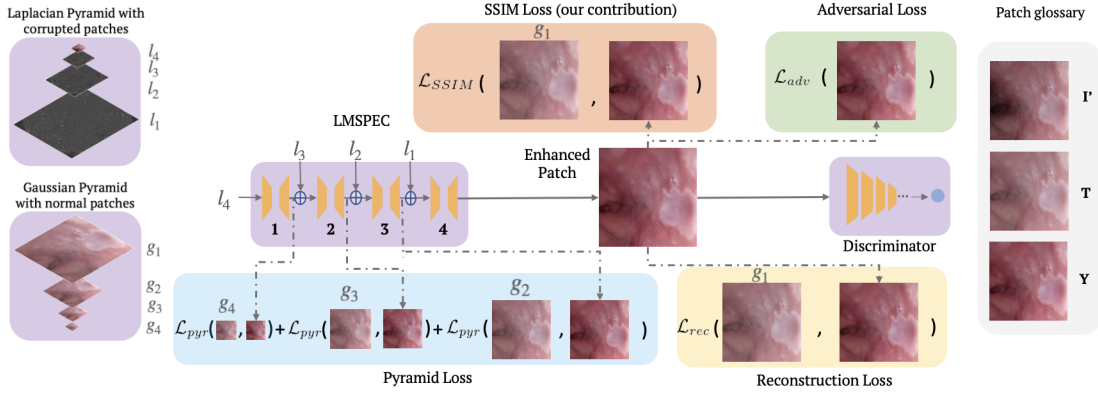 Laplacian Pyramid with
corrupted patches
l4
l3
l2
l1
Gaussian Pyramid
with normal patches
g1
g2
g3
g4
LMSPEC
l4
l3
l2
l1
1
2
3
4
SSIM Loss (our contribution)
g1
ℒSSIM ( , )
Adversarial Loss
ℒadv ( )
Enhanced
Patch
Discriminator
g4
g3
g2
ℒpyr( , )+ℒpyr( , )+ℒpyr( , )
Pyramid Loss
g1
ℒrec( , )
Reconstruction Loss
Patch glossary
I'
T
Y